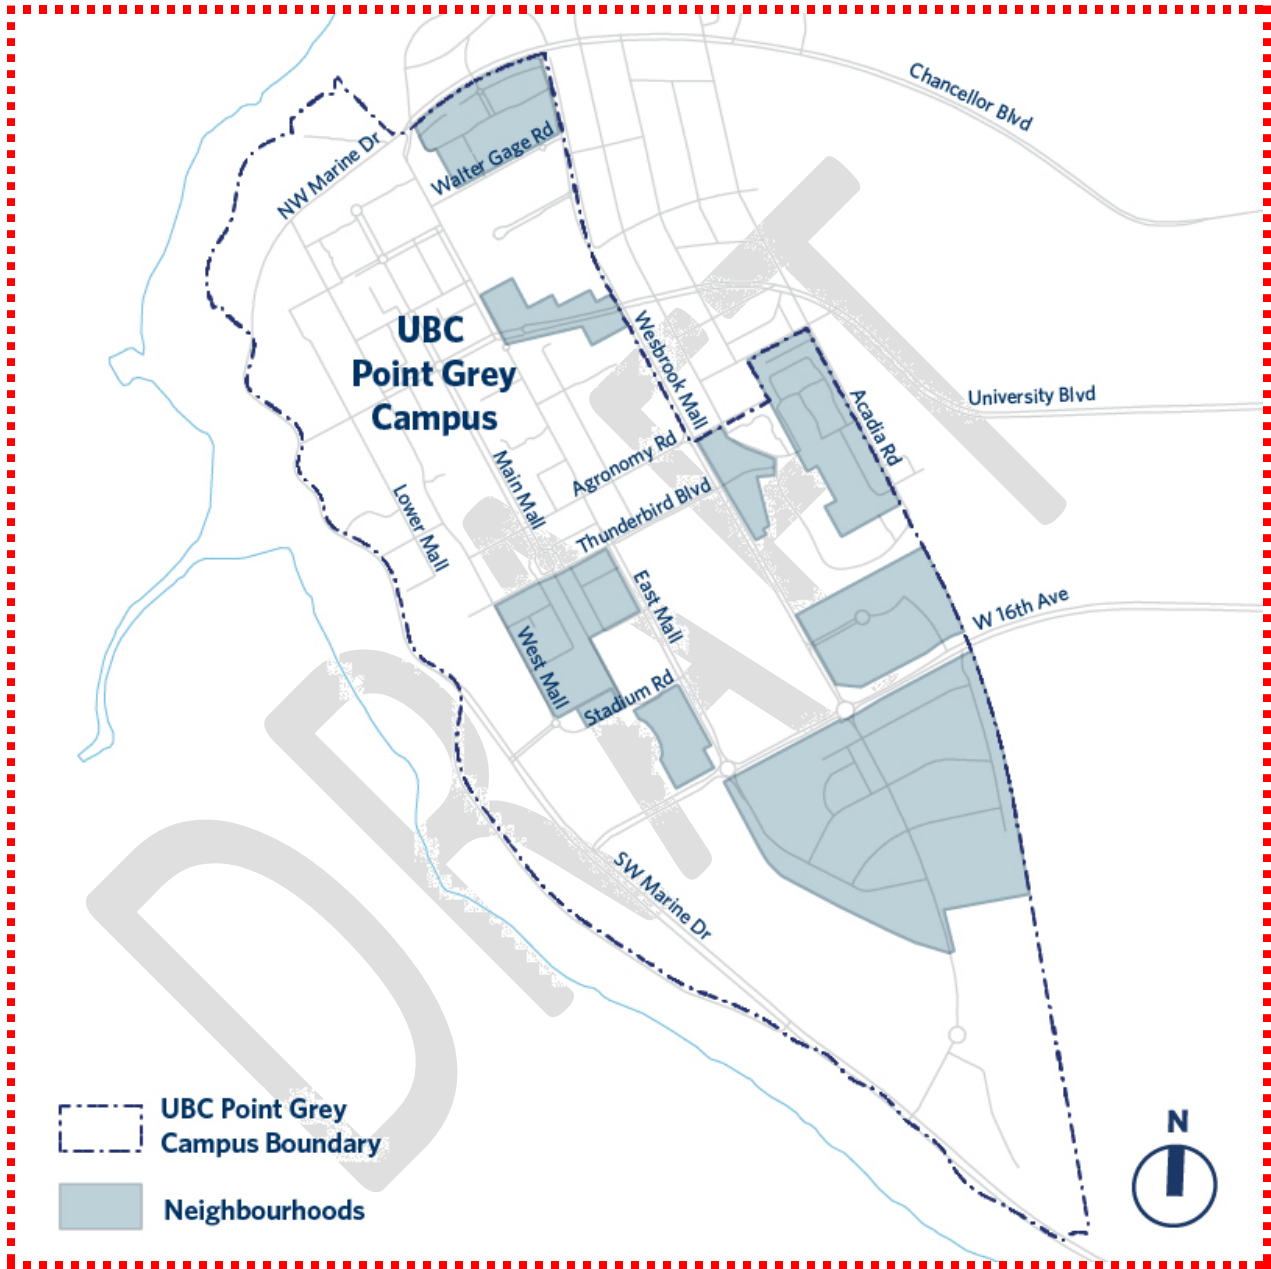 Chancellor Blvd
Walter Gage Rd
NW Marine Dr
UBC
Point Grey
Campus
Wesbrook Mall
University Blvd
Acadia Rd
Agronomy Rd
Main Mall
Thunderbird Blvd
Lower Mall
East Mall
W 16th Ave
West Mall
Stadium Rd
SW Marine Dr
DRAFT
UBC Point Grey
Campus Boundary
Neighbourhoods
N